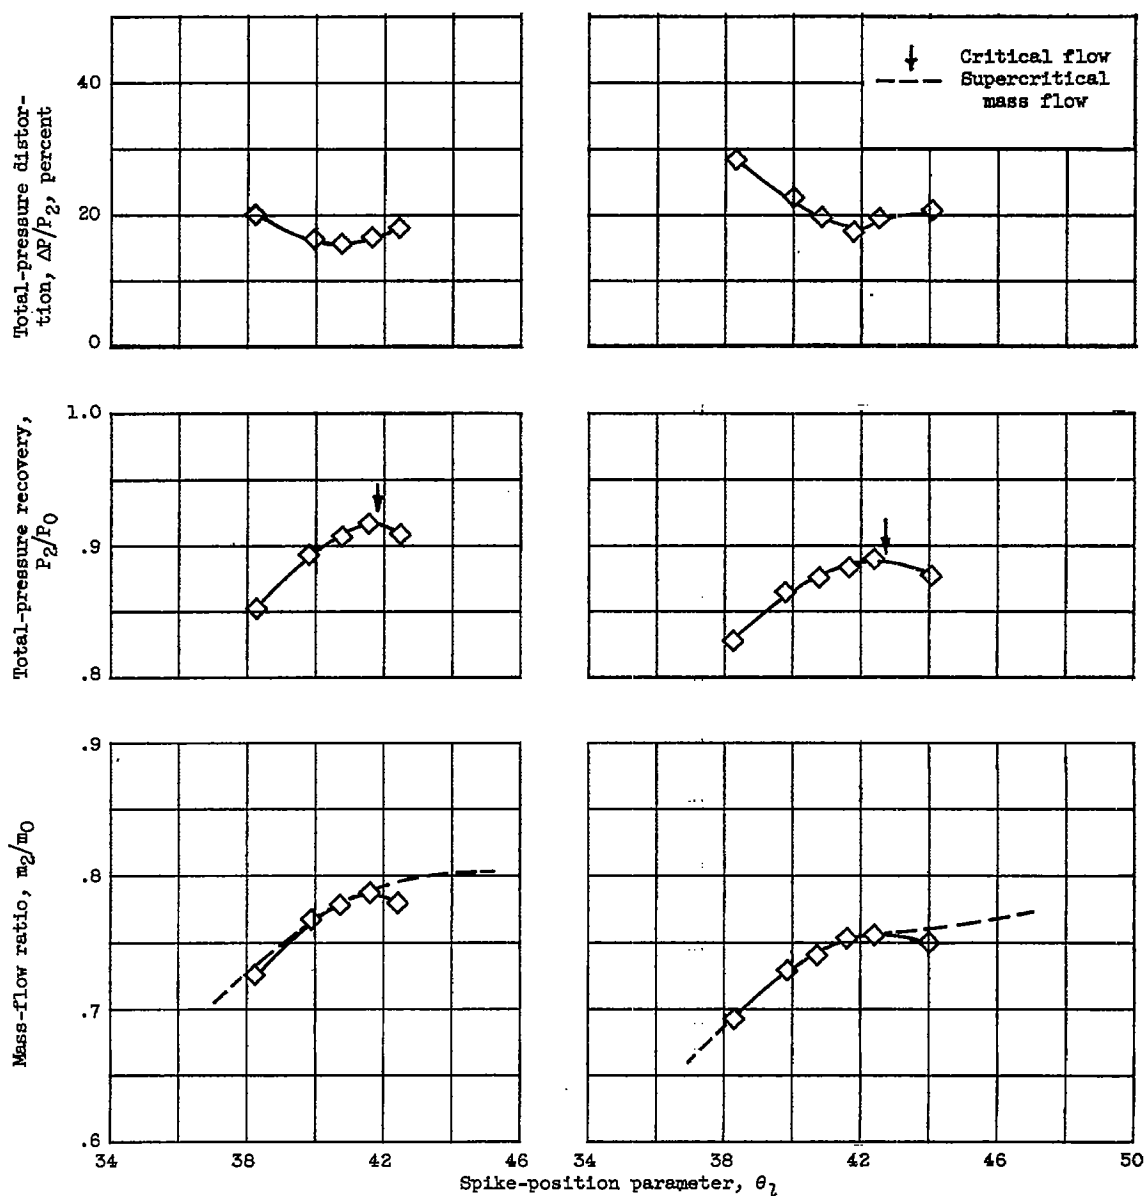 Critical flow
Supercritical
mass flow
Total-pressure distor-
tion, ΔP/P2, percent
40
20
0
Total-pressure recovery,
P2/P0
1.0
.9
.8
Mass-flow ratio, m2/m0
.9
.8
.7
.6
34 38 42 46 34 38 42 46 50
Spike-position parameter, θl